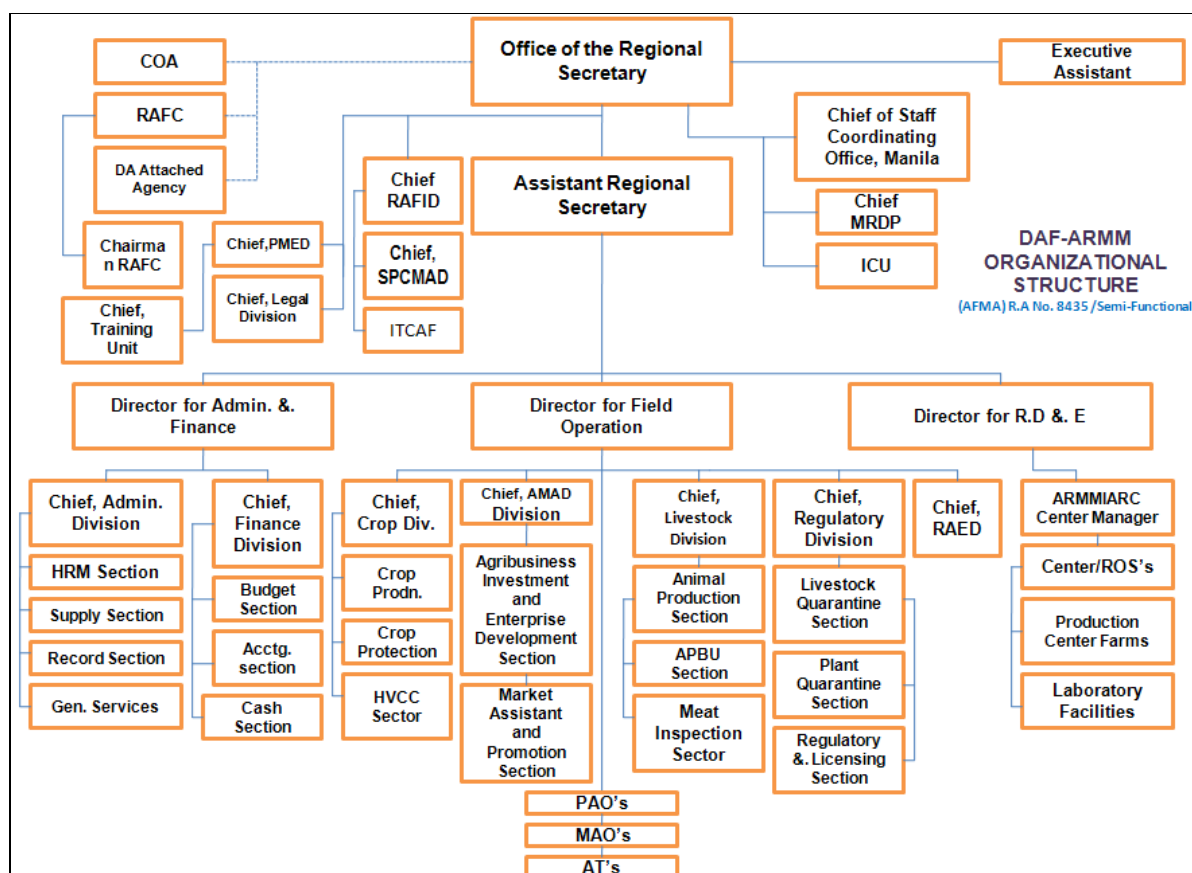 Office of the Regional
Secretary
Executive
Assistant
COA
RAFC
DA Attached
Agency
Chairma
n RAFC
Chief,
Training
Unit
Chief,PMED
Chief, Legal
Division
Chief
RAFID
Chief,
SPCMAD
ITCAF
Assistant Regional
Secretary
Chief of Staff
Coordinating
Office, Manila
Chief
MRDP
ICU
DAF-ARMM
ORGANIZATIONAL
STRUCTURE
(AFMA) R.A No. 8435 /Semi-Functional
Director for Admin. &.
Finance
Director for Field
Operation
Director for R.D &. E
Chief, Admin.
Division
HRM Section
Supply Section
Record Section
Gen. Services
Chief,
Finance
Division
Budget
Section
Acctg.
section
Cash
Section
Chief,
Crop Div.
Crop
Prodn.
Crop
Protection
HVCC
Sector
Chief, AMAD
Division
Agribusiness
Investment
and
Enterprise
Development
Section
Market
Assistant
and
Promotion
Section
Chief,
Livestock
Division
Animal
Production
Section
APBU
Section
Meat
Inspection
Sector
Chief,
Regulatory
Division
Livestock
Quarantine
Section
Plant
Quarantine
Section
Regulatory
&. Licensing
Section
Chief,
RAED
ARMMIARC
Center Manager
Center/ROS's
Production
Center Farms
Laboratory
Facilities
PAO's
MAO's
AT's